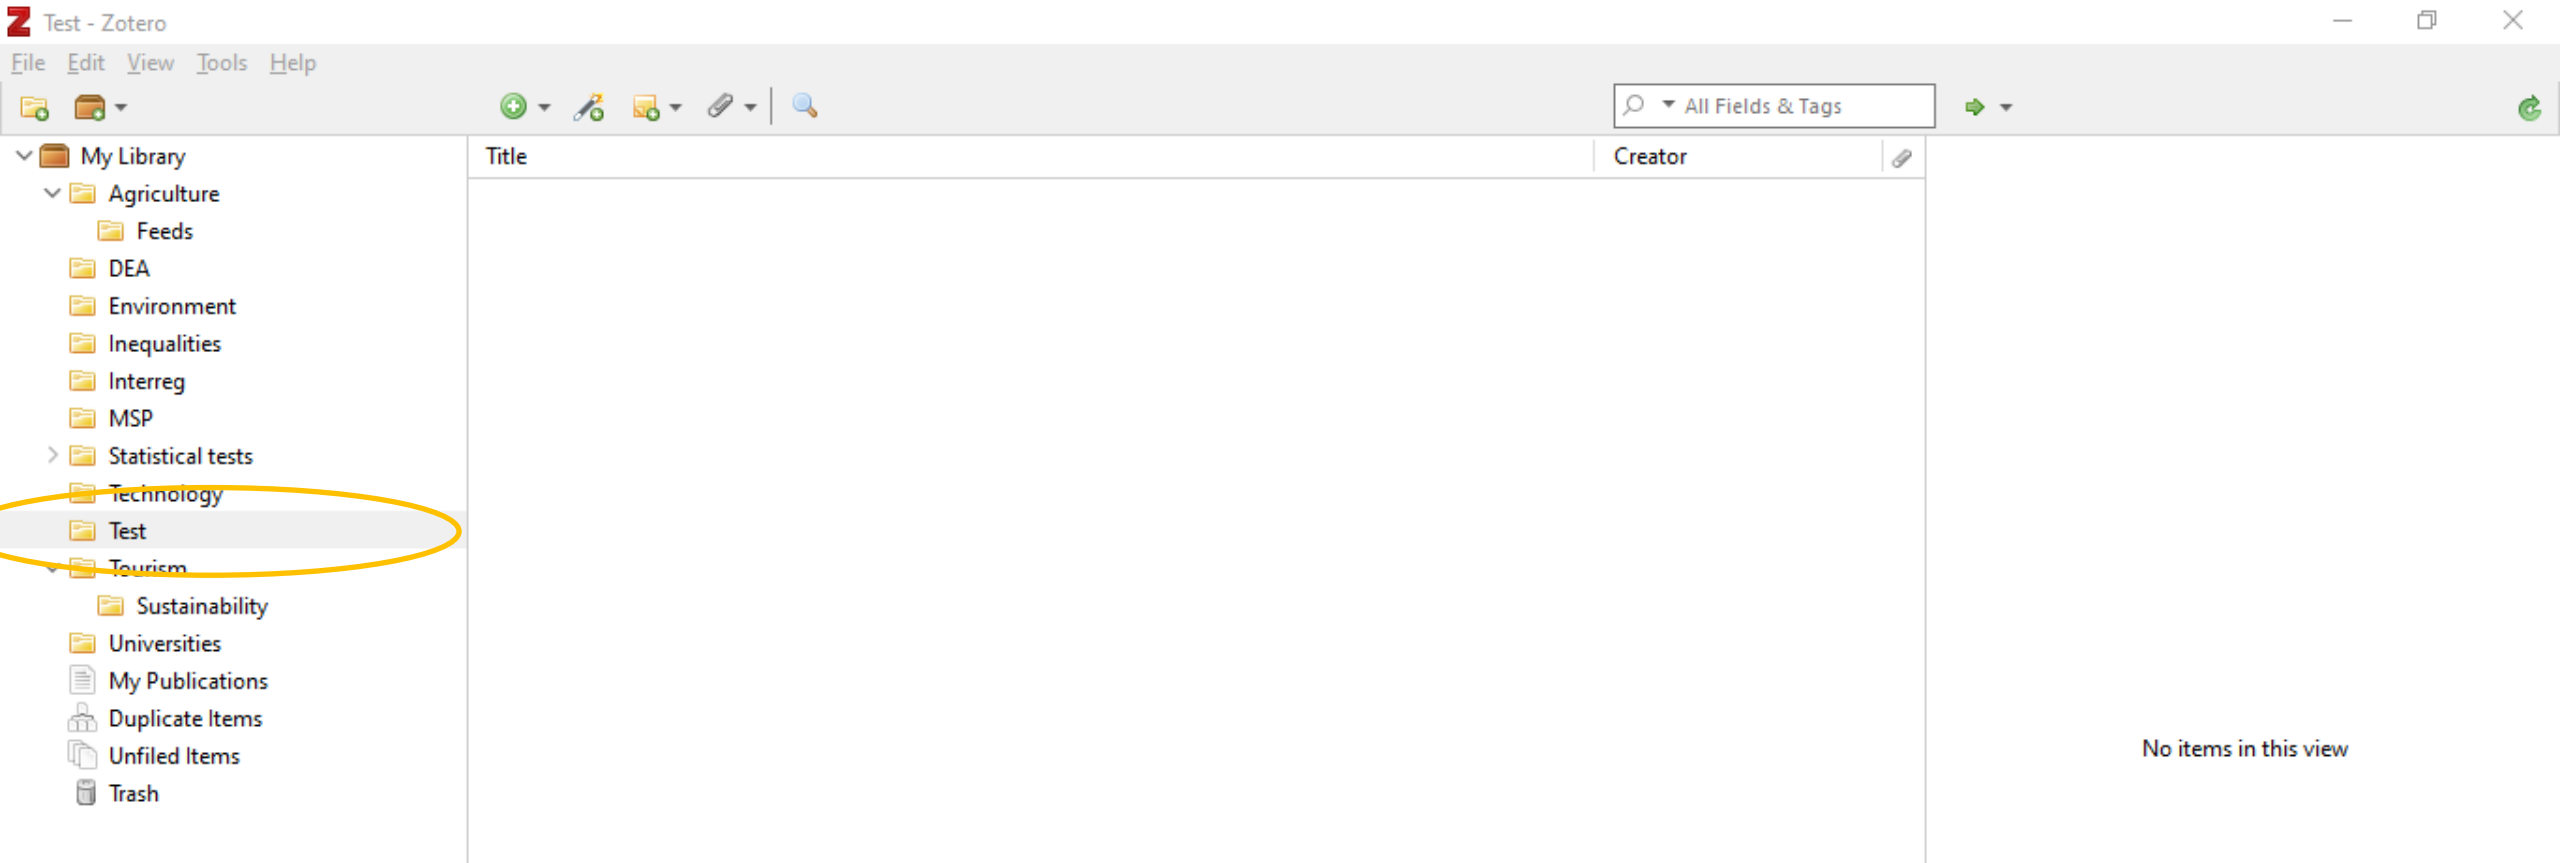 Test - Zotero
File Edit View Tools Help
All Fields & Tags
My Library
Title Creator
Agriculture
Feeds
DEA
Environment
Inequalities
Interreg
MSP
Statistical tests
Technology
Test
Tourism
Sustainability
Universities
My Publications
Duplicate Items
Unfiled Items
No items in this view
Trash